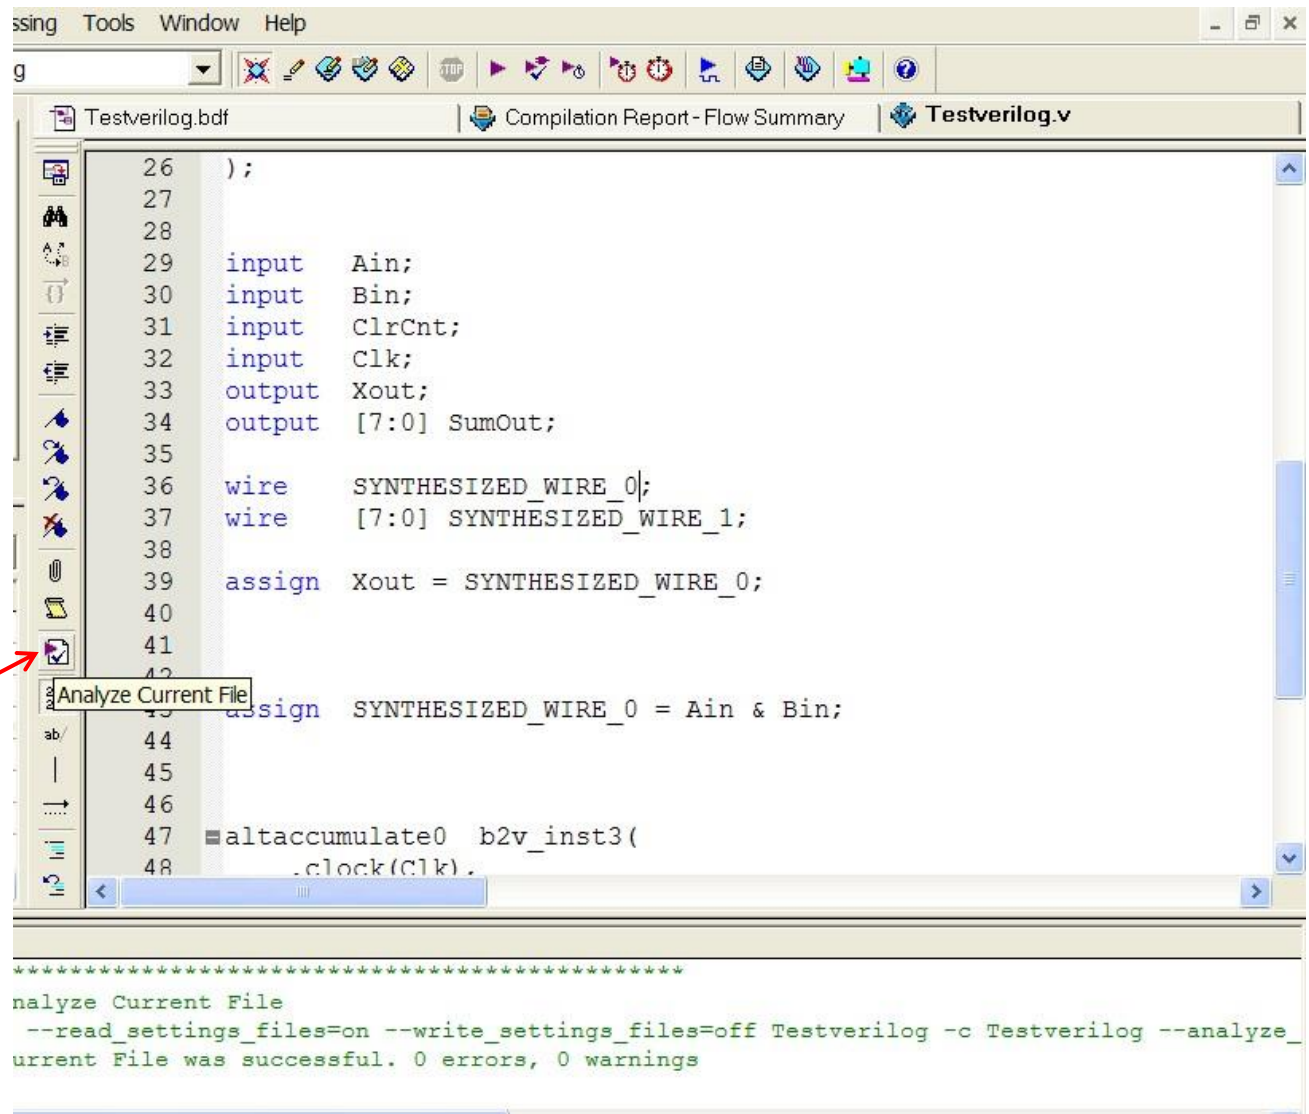 ssing Tools Window Help
g
STOP
Testverilog.bdf Compilation Report - Flow Summary Testverilog.v
26 );
27
28
29 input Ain;
30 input Bin;
31 input ClrCnt;
32 input Clk;
33 output Xout;
34 output [7:0] SumOut;
35
36 wire SYNTHESIZED_WIRE_0;
37 wire [7:0] SYNTHESIZED_WIRE_1;
38
39 assign Xout = SYNTHESIZED_WIRE_0;
40
41
42
Analyze Current File
43 assign SYNTHESIZED_WIRE_0 = Ain & Bin;
ab/
44
45
46
47 altaccumulate0 b2v_inst3(
48 .clock(Clk),
**************************************************
nalyze Current File
--read_settings_files=on --write_settings_files=off Testverilog -c Testverilog --analyze_
urrent File was successful. 0 errors, 0 warnings